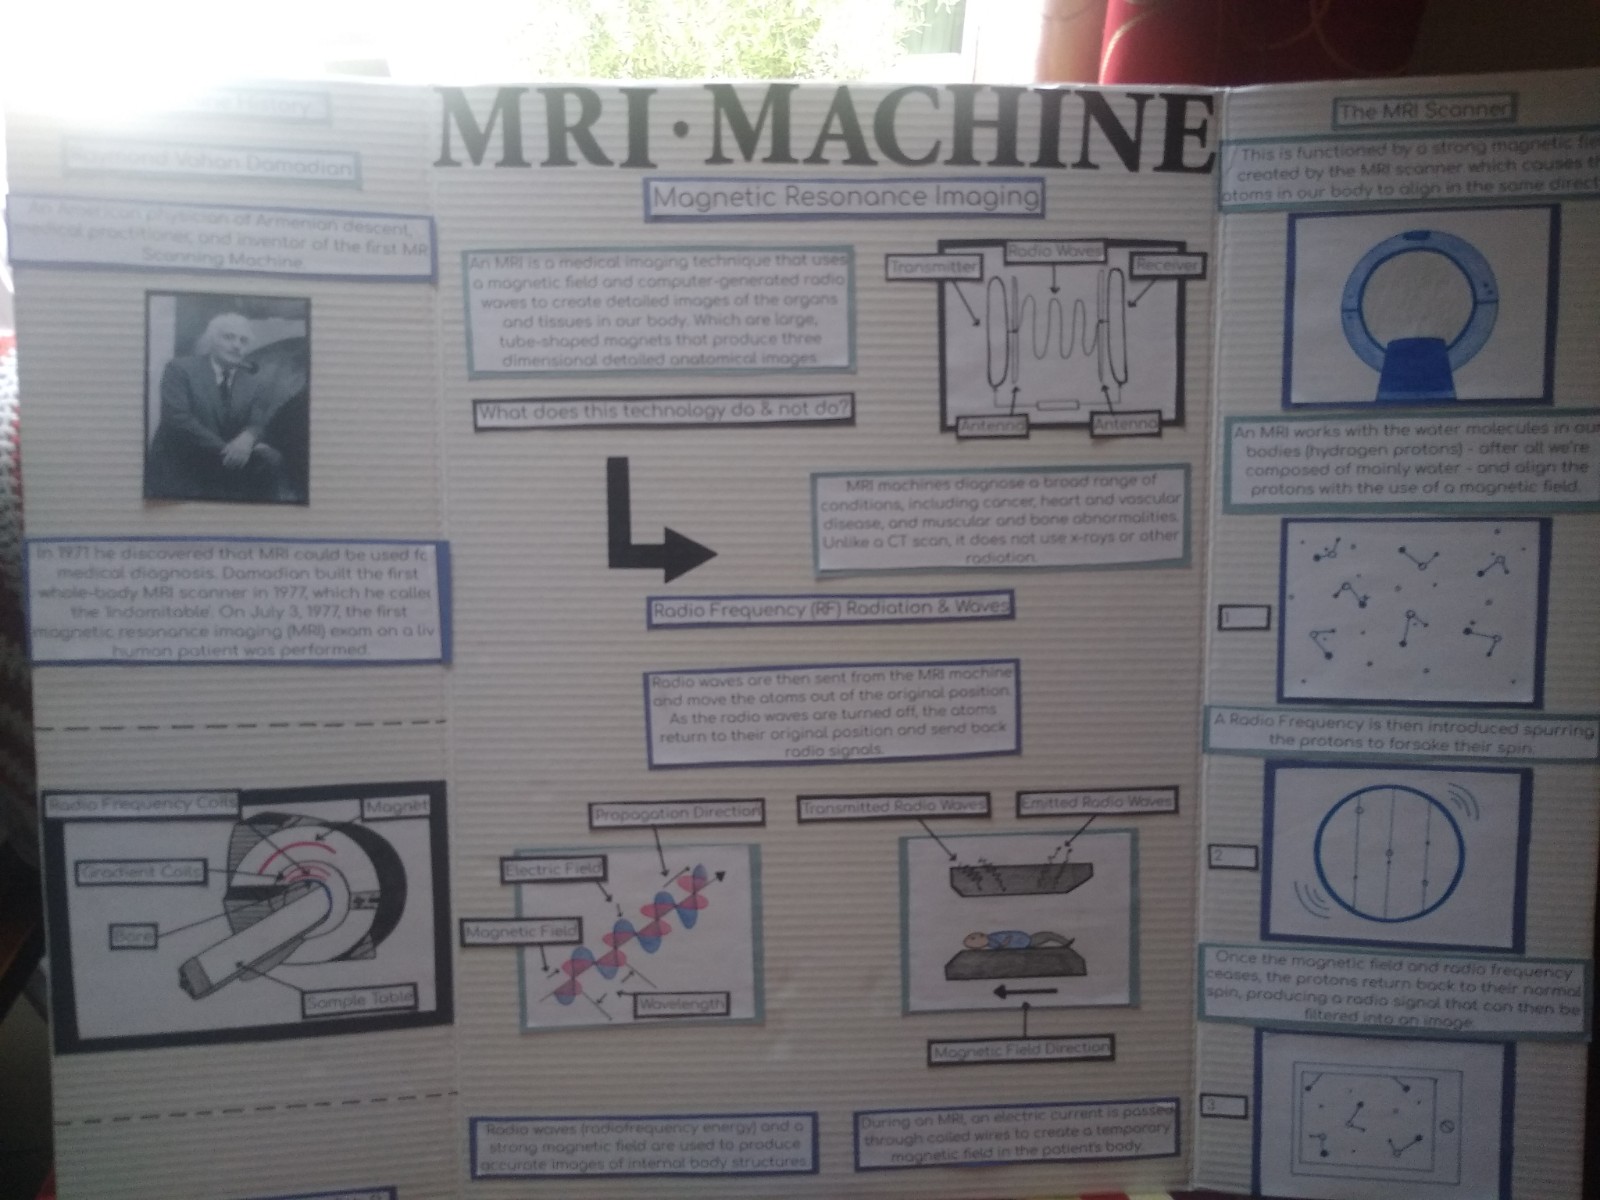 History
Vahan Damadian
An American physician of Armenian descent,
medical practitioner, and inventor of the first MR
Scanning Machine
In 1971 he discovered that MRI could be used fo
medical diagnosis. Damadian built the first
whole-body MRI scanner in 1977, which he called
the 'Indomitable'. On July 3, 1977, the first
magnetic resonance imaging (MRI) exam on a liv
human patient was performed.
Radio Frequency Coils
Magnet
Gradient Coils
Bore
Sample Table
MRI·MACHINE
Magnetic Resonance Imaging
An MRI is a medical imaging technique that uses
a magnetic field and computer-generated radio
waves to create detailed images of the organs
and tissues in our body. Which are large,
tube-shaped magnets that produce three
dimensional detailed anatomical images.
Radio Waves
Transmitter
Receiver
Antenna
Antenna
What does this technology do & not do?
MRI machines diagnose a broad range of
conditions, including cancer, heart and vascular
disease, and muscular and bone abnormalities.
Unlike a CT scan, it does not use x-rays or other
radiation.
Radio Frequency (RF) Radiation & Waves
Radio waves are then sent from the MRI machine
and move the atoms out of the original position.
As the radio waves are turned off, the atoms
return to their original position and send back
radio signals.
Propagation Direction
Electric Field
Magnetic Field
Wavelength
Transmitted Radio Waves
Emitted Radio Waves
Magnetic Field Direction
Radio waves (radiofrequency energy) and a
strong magnetic field are used to produce
accurate images of internal body structures
During an MRI, an electric current is passed
through coiled wires to create a temporary
magnetic field in the patient's body.
The MRI Scanner
This is functioned by a strong magnetic fie
created by the MRI scanner which causes th
atoms in our body to align in the same direct
An MRI works with the water molecules in our
bodies (hydrogen protons) - after all we're
composed of mainly water - and align the
protons with the use of a magnetic field.
1
A Radio Frequency is then introduced spurring
the protons to forsake their spin.
2
Once the magnetic field and radio frequency
ceases, the protons return back to their normal
spin, producing a radio signal that can then be
filtered into an image.
3